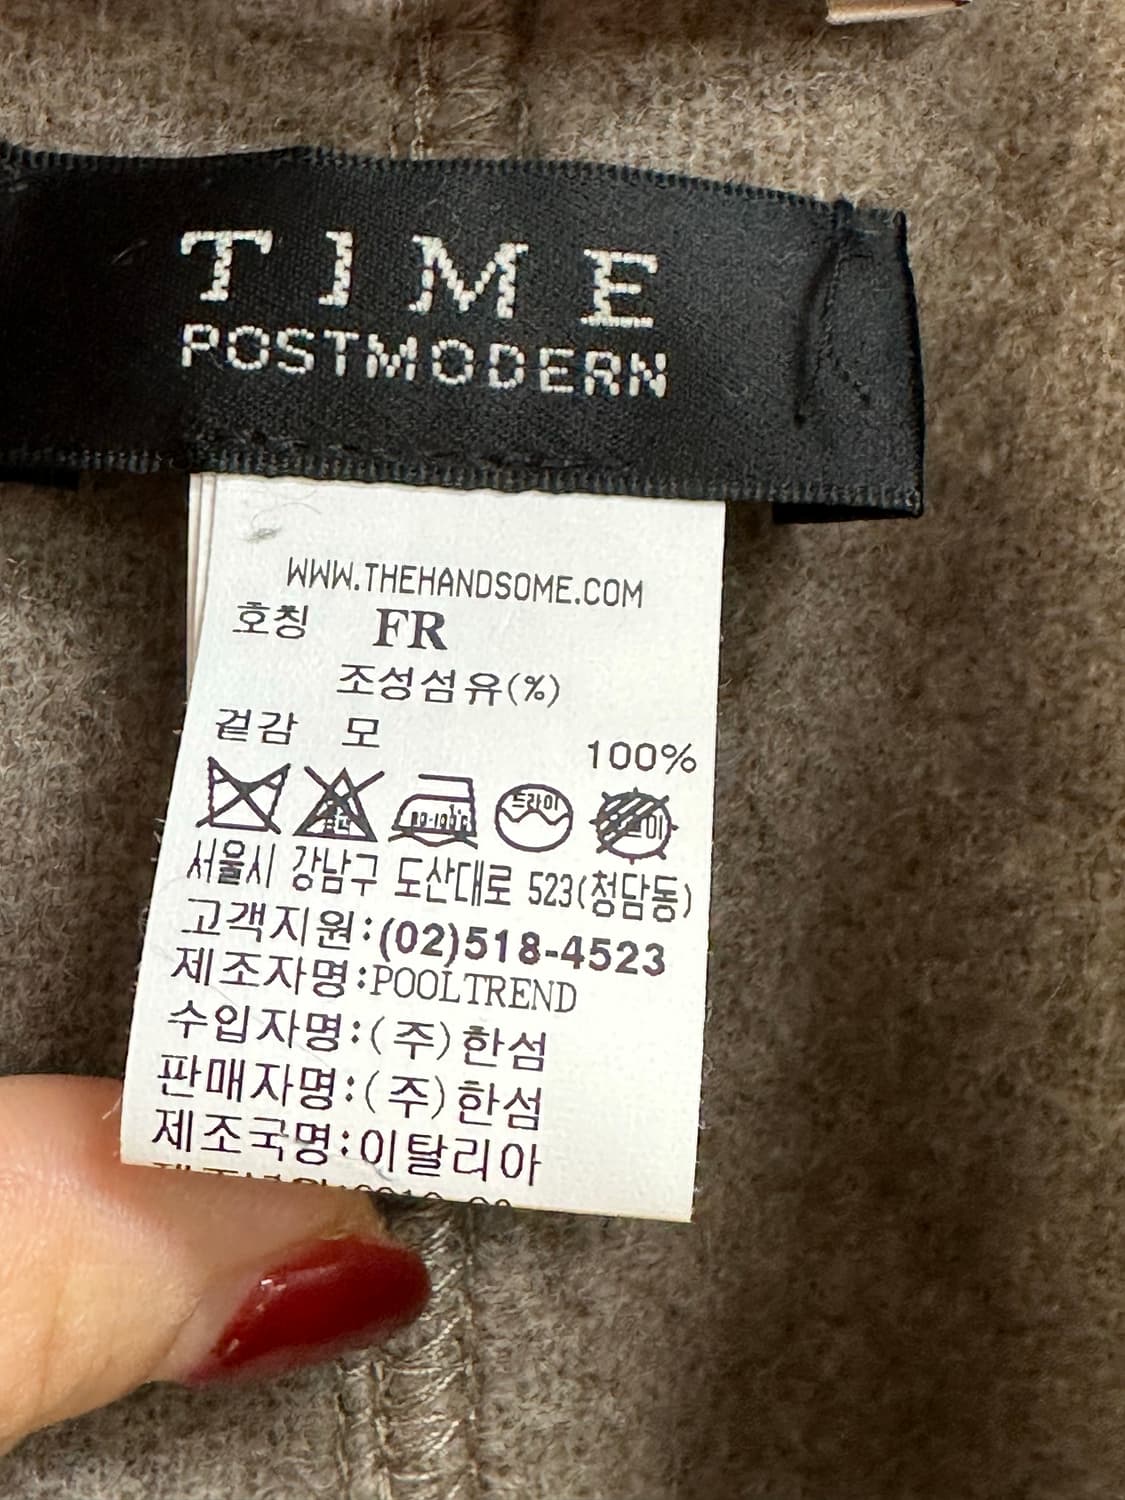 TIME
POSTMODERN
WWW.THEHANDSOME.COM
호칭 FR
조성섬유(%)
겉감 모 100%
드라이
서울시 강남구 도산대로 523(청담동)
고객지원:(02)518-4523
제조자명:POOLTREND
수입자명:(주)한섬
판매자명:(주)한섬
제조국명:이탈리아